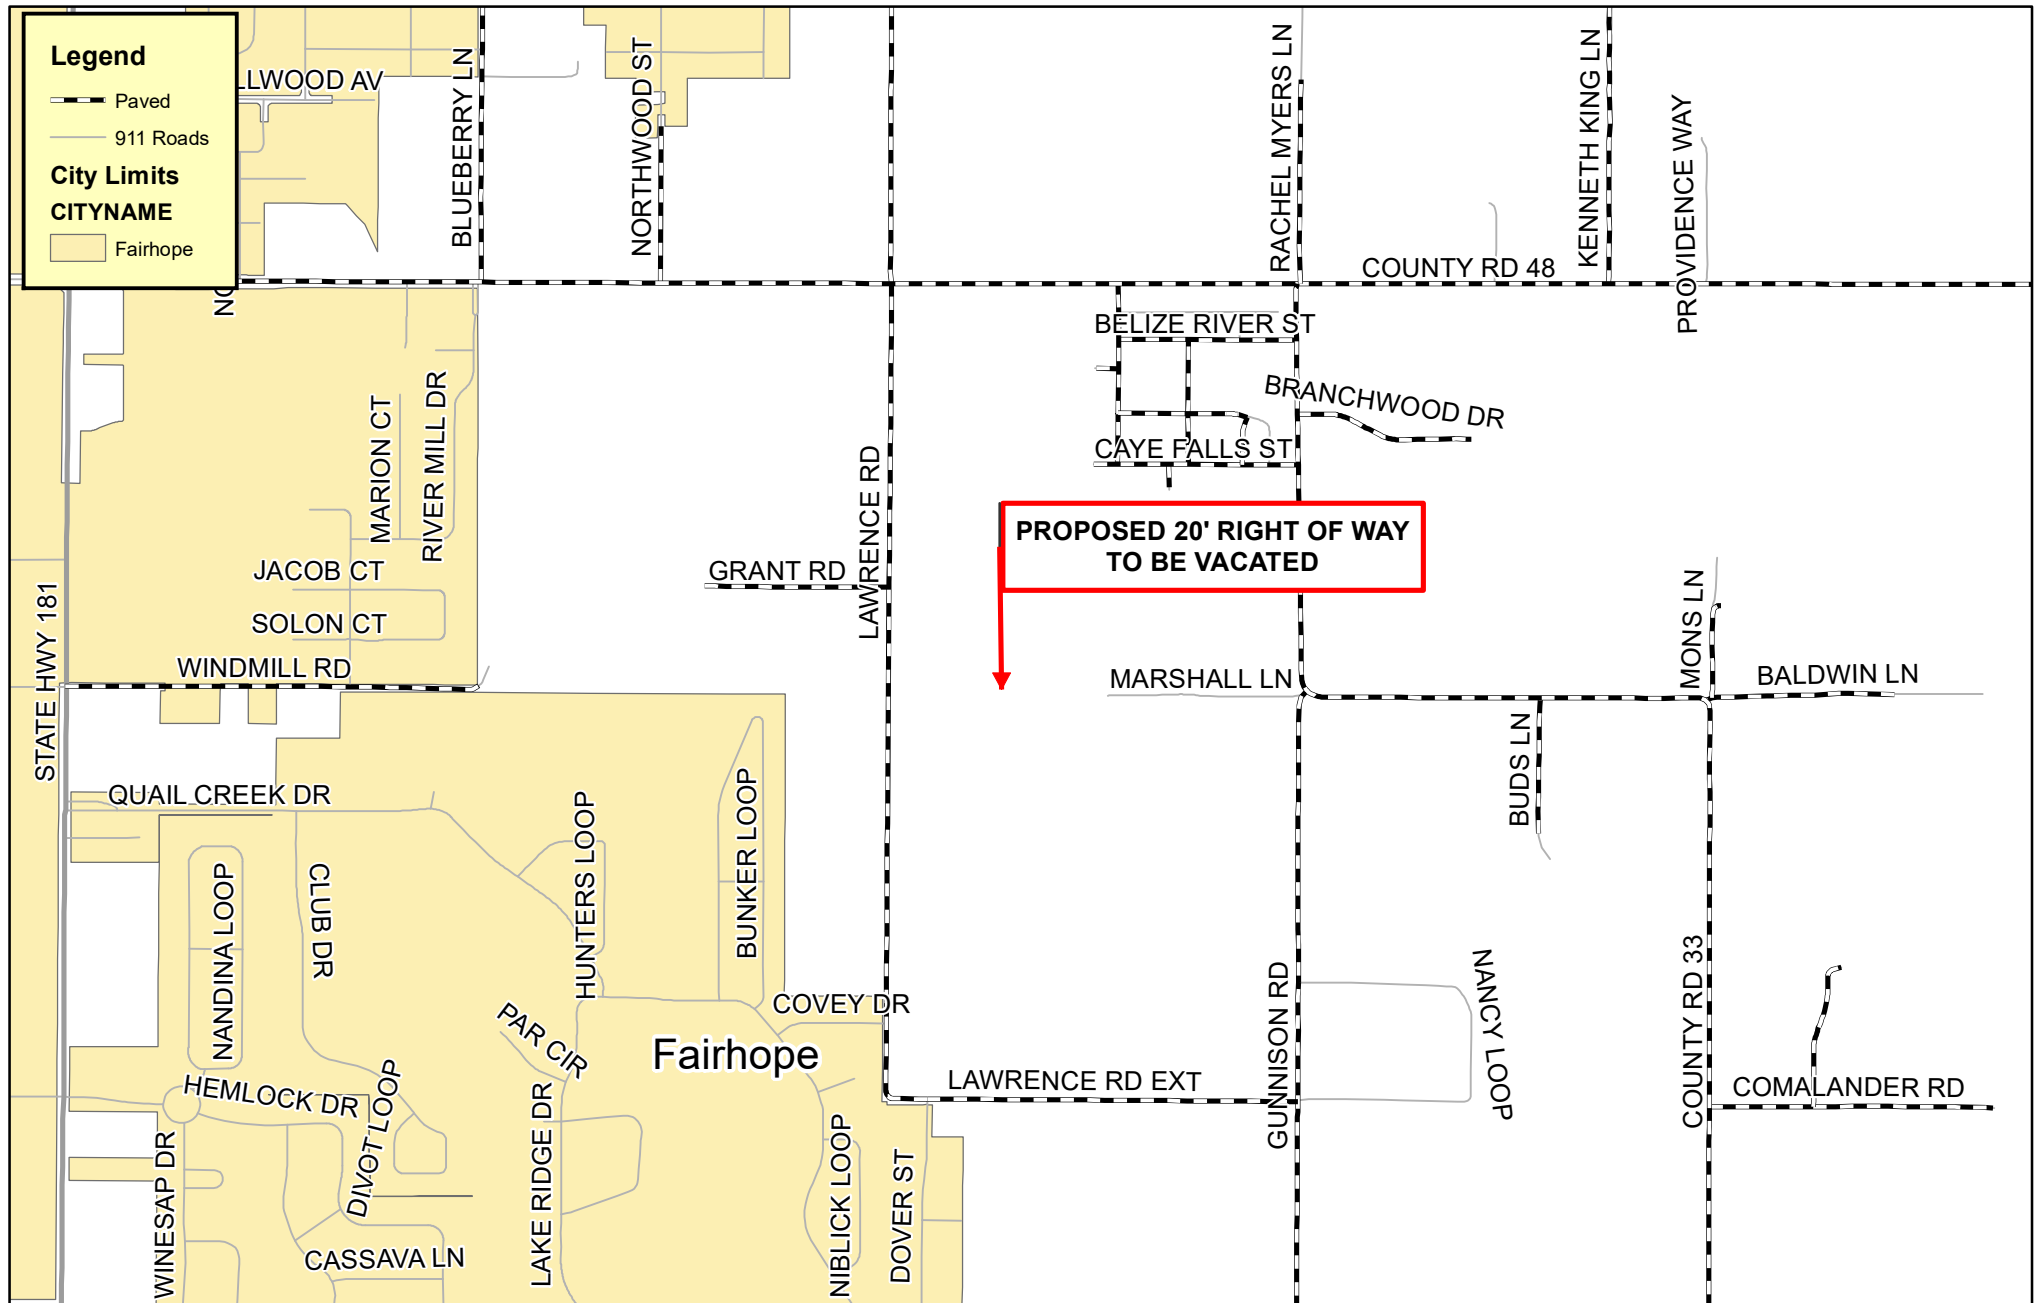 Legend
Paved
911 Roads
City Limits
CITYNAME
Fairhope
LLWOOD AV
BLUEBERRY LN
NORTHWOOD ST
RACHEL MYERS LN
KENNETH KING LN
PROVIDENCE WAY
COUNTY RD 48
NO
BELIZE RIVER ST
BRANCHWOOD DR
CAYE FALLS ST
MARION CT
RIVER MILL DR
LAWRENCE RD
PROPOSED 20' RIGHT OF WAY
TO BE VACATED
JACOB CT
GRANT RD
SOLON CT
STATE HWY 181
WINDMILL RD
MARSHALL LN
MONS LN
BALDWIN LN
BUDS LN
QUAIL CREEK DR
HUNTERS LOOP
BUNKER LOOP
NANDINA LOOP
CLUB DR
COVEY DR
PAR CIR
Fairhope
GUNNISON RD
NANCY LOOP
COUNTY RD 33
HEMLOCK DR
DIVOT LOOP
LAWRENCE RD EXT
COMALANDER RD
WINESAP DR
LAKE RIDGE DR
NIBLICK LOOP
DOVER ST
CASSAVA LN